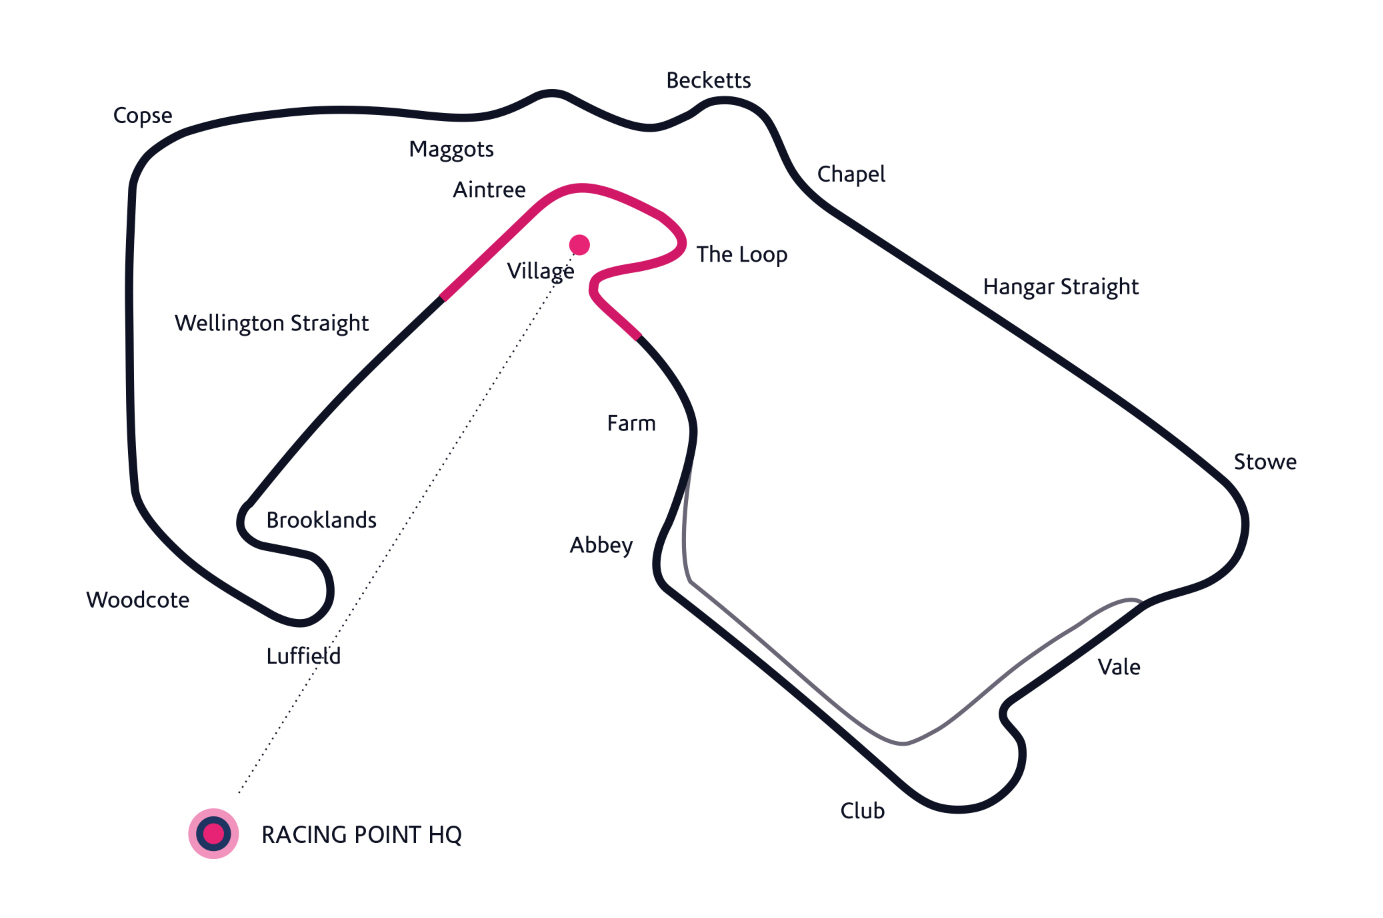 Becketts
Copse
Maggots
Chapel
Aintree
The Loop
Village
Hangar Straight
Wellington Straight
Farm
Stowe
Brooklands
Abbey
Woodcote
Luffield
Vale
Club
RACING POINT HQ